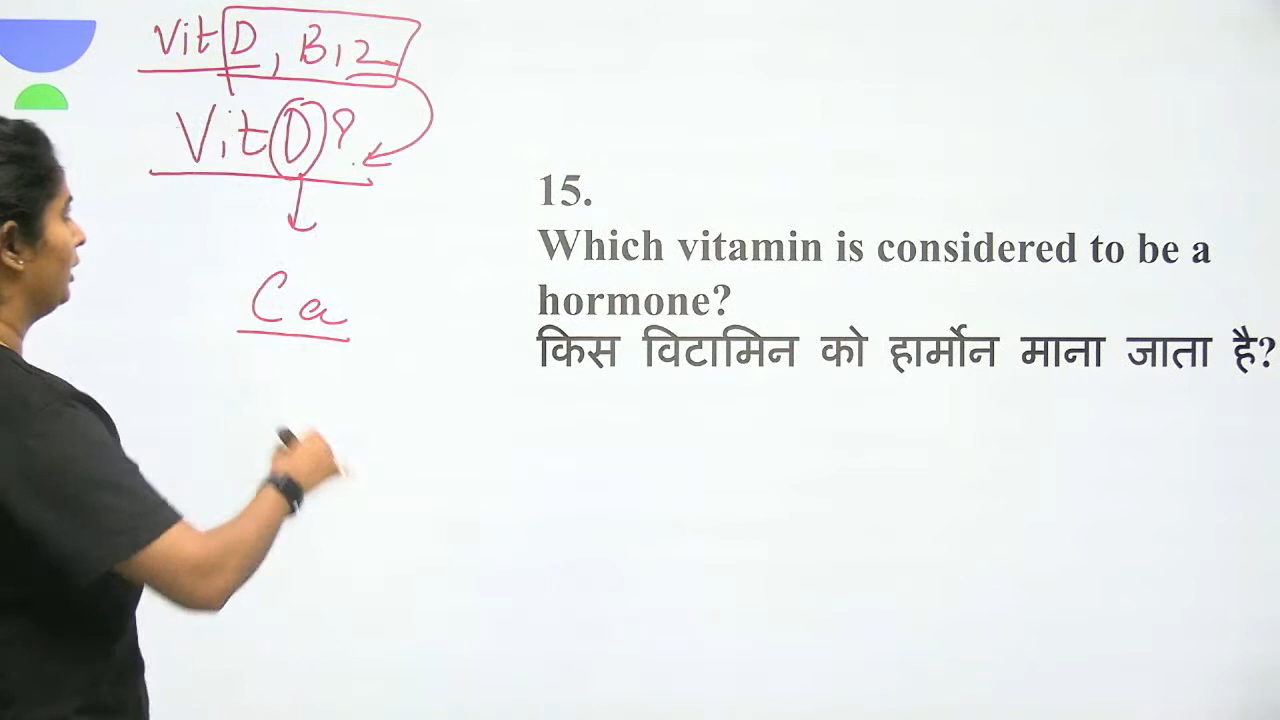 Vit D, B12
Vit D?
Ca
15.
Which vitamin is considered to be a
hormone?
किस विटामिन को हार्मोन माना जाता है?